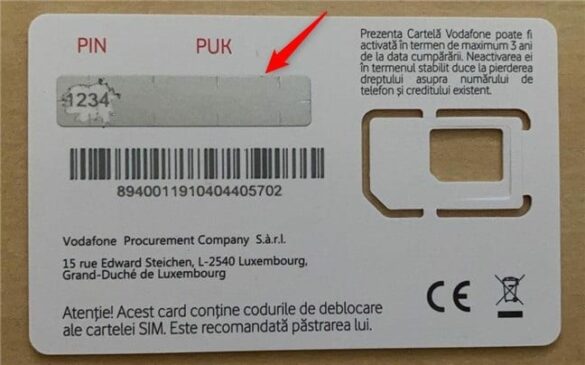 PIN PUK
1234
8940011910404405702
Vodafone Procurement Company S.à.r.l.
15 rue Edward Steichen, L-2540 Luxembourg,
Grand-Duché de Luxembourg
Atenție! Acest card conține codurile de deblocare
ale cartelei SIM. Este recomandată păstrarea lui.
Prezenta Cartelă Vodafone poate fi
activată în termen de maximum 3 ani
de la data cumpărării. Neactivarea ei
în termenul stabilit duce la pierderea
dreptului asupra numărului de
telefon și creditului existent.
CE